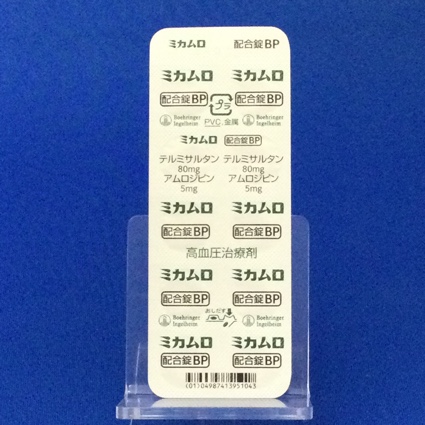 ミカムロ 配合錠BP
ミカムロ ミカムロ
配合錠BP プラ 配合錠BP
Boehringer Ingelheim PVC,金属 Boehringer Ingelheim
ミカムロ 配合錠BP
テルミサルタン テルミサルタン
80mg 80mg
アムロジピン アムロジピン
5mg 5mg
ミカムロ ミカムロ
配合錠BP 配合錠BP
高血圧治療剤
ミカムロ ミカムロ
配合錠BP 配合錠BP
Boehringer Ingelheim おしだす Boehringer Ingelheim
ミカムロ ミカムロ
配合錠BP 配合錠BP
(01)04987413951043